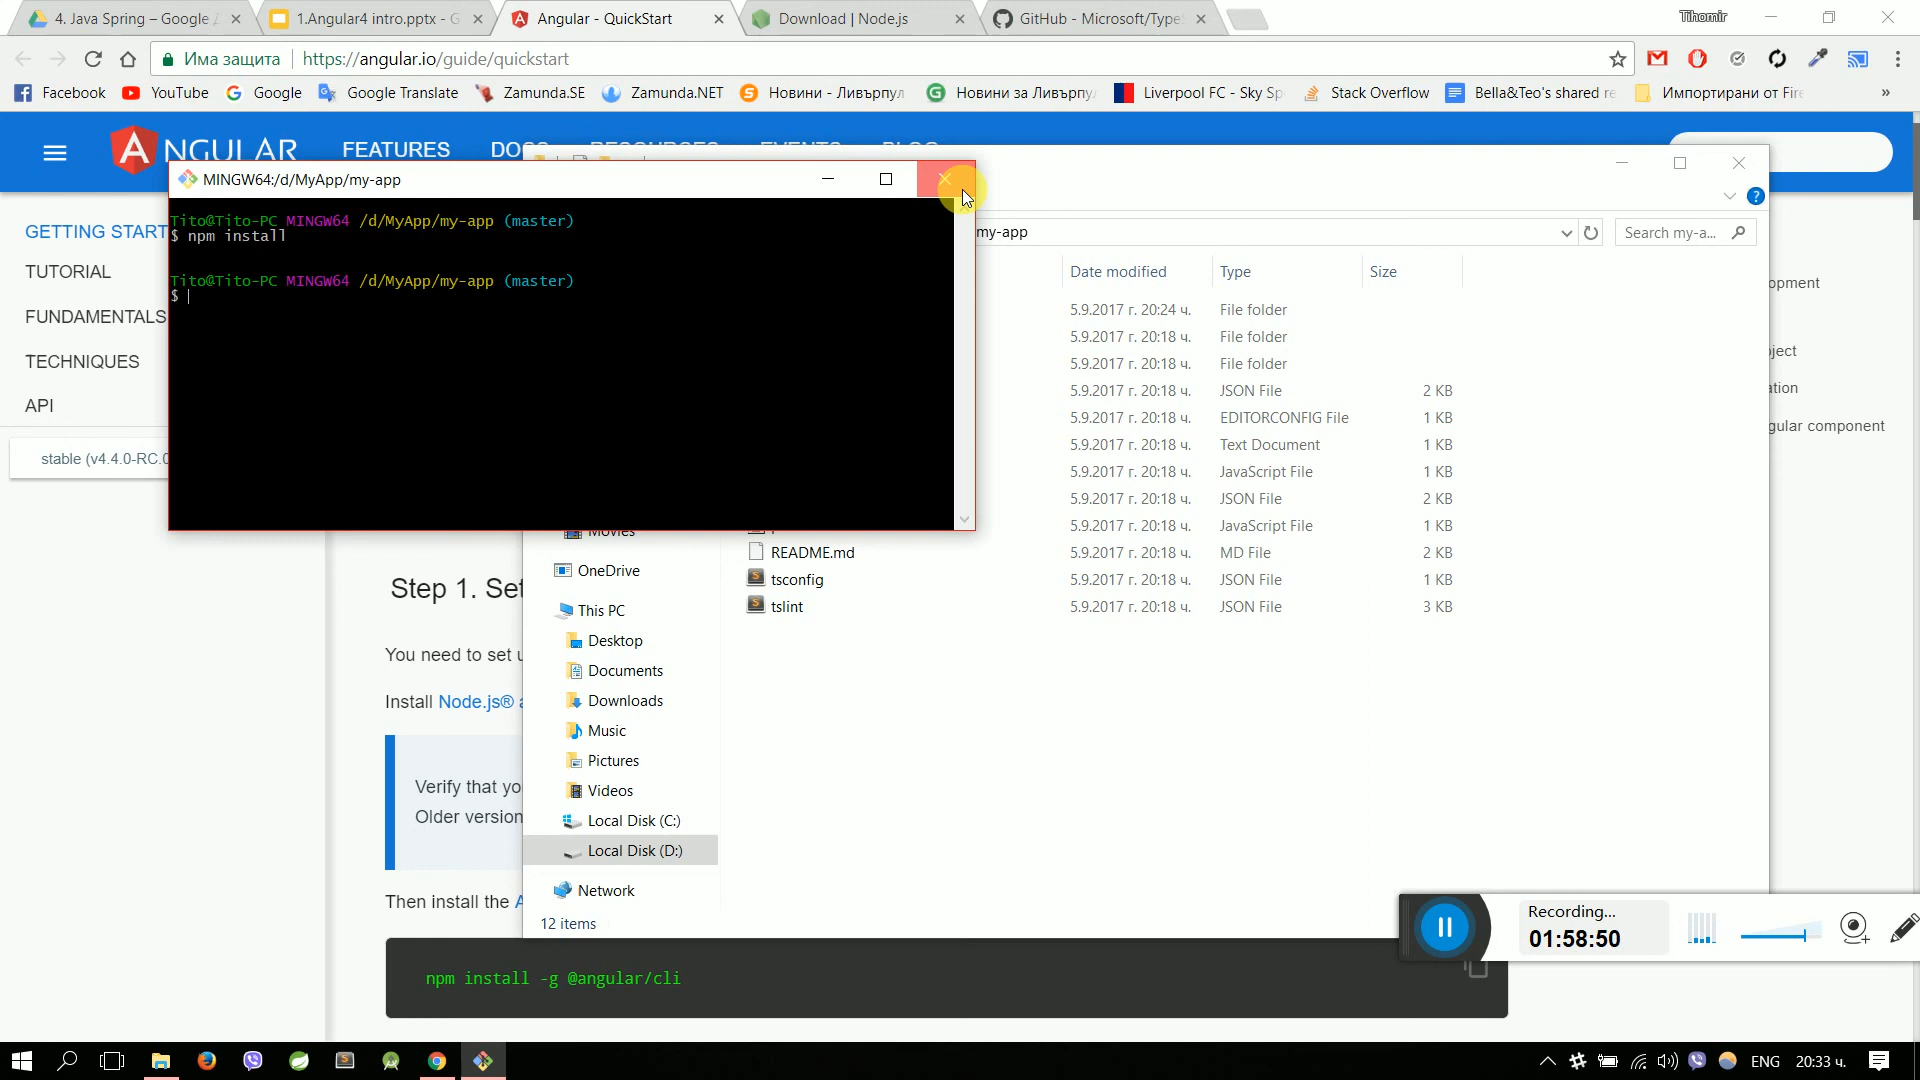 4. Java Spring – Google
1.Angular4 intro.pptx - G
Angular - QuickStart
Download | Node.js
GitHub - Microsoft/Type
Tihomir
Има защита
https://angular.io/guide/quickstart
Facebook
YouTube
Google
Google Translate
Zamunda.SE
Zamunda.NET
Новини - Ливърпул
Новини за Ливърпу
Liverpool FC - Sky Sp
Stack Overflow
Bella&Teo's shared re
Импортирани от Fire
»
ANGULAR
FEATURES
DOCS
RESOURCES
EVENTS
BLOG
GETTING START
TUTORIAL
FUNDAMENTALS
TECHNIQUES
API
stable (v4.4.0-RC.0
MINGW64:/d/MyApp/my-app
Tito@Tito-PC MINGW64 /d/MyApp/my-app (master)
$ npm install
Tito@Tito-PC MINGW64 /d/MyApp/my-app (master)
$
my-app
Search my-a...
Date modified Type Size
5.9.2017 г. 20:24 ч. File folder
5.9.2017 г. 20:18 ч. File folder
5.9.2017 г. 20:18 ч. File folder
5.9.2017 г. 20:18 ч. JSON File 2 KB
5.9.2017 г. 20:18 ч. EDITORCONFIG File 1 KB
5.9.2017 г. 20:18 ч. Text Document 1 KB
5.9.2017 г. 20:18 ч. JavaScript File 1 KB
5.9.2017 г. 20:18 ч. JSON File 2 KB
5.9.2017 г. 20:18 ч. JavaScript File 1 KB
README.md 5.9.2017 г. 20:18 ч. MD File 2 KB
tsconfig 5.9.2017 г. 20:18 ч. JSON File 1 KB
tslint 5.9.2017 г. 20:18 ч. JSON File 3 KB
Movies
OneDrive
This PC
Desktop
Documents
Downloads
Music
Pictures
Videos
Local Disk (C:)
Local Disk (D:)
Network
12 items
opment
ject
ation
gular component
Step 1. Set
You need to set u
Install Node.js® a
Verify that yo
Older version
Then install the A
npm install -g @angular/cli
Recording...
01:58:50
ENG
20:33 ч.